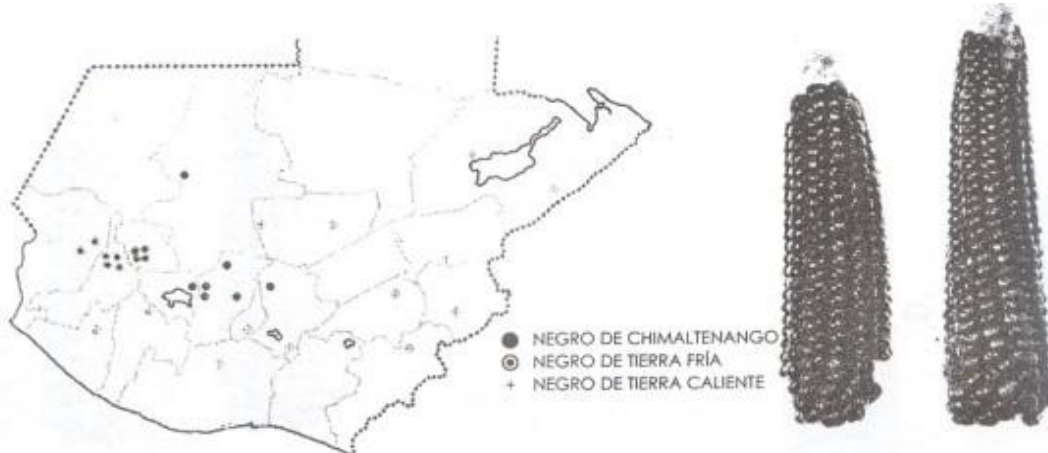 NEGRO DE CHIMALTENANGO
NEGRO DE TIERRA FRÍA
NEGRO DE TIERRA CALIENTE